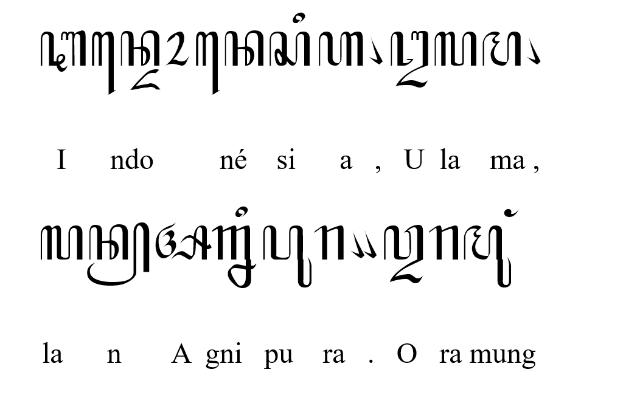 ꦆꦤ꧀ꦢꦺꦴꦤꦺꦱꦶꦲ꧈ꦈꦭꦩ꧈
I ndo né si a , U la ma ,
ꦭꦤ꧀ꦄꦒ꧀ꦤꦶꦥꦸꦫ꧉ꦎꦫꦩꦸꦁ
la n A gni pu ra . O ra mung